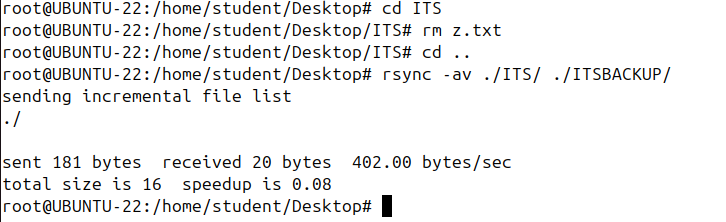 root@UBUNTU-22:/home/student/Desktop# cd ITS
root@UBUNTU-22:/home/student/Desktop/ITS# rm z.txt
root@UBUNTU-22:/home/student/Desktop/ITS# cd ..
root@UBUNTU-22:/home/student/Desktop# rsync -av ./ITS/ ./ITSBACKUP/
sending incremental file list
./

sent 181 bytes  received 20 bytes  402.00 bytes/sec
total size is 16  speedup is 0.08
root@UBUNTU-22:/home/student/Desktop#